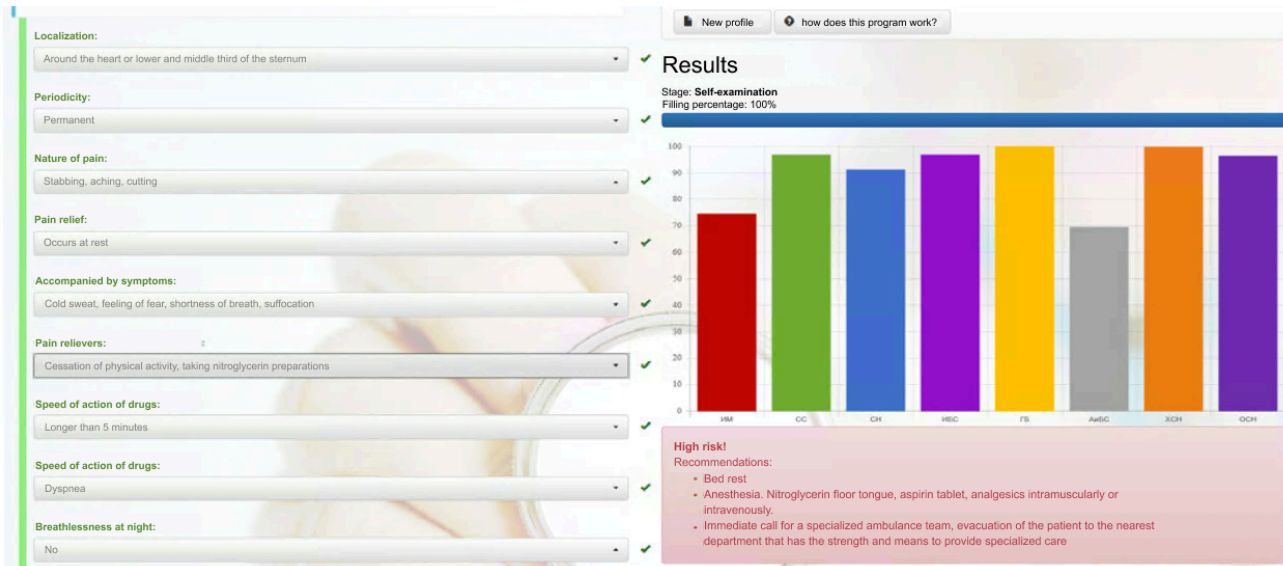 Localization:
Around the heart or lower and middle third of the sternum
Periodicity:
Permanent
Nature of pain:
Stabbing, aching, cutting
Pain relief:
Occurs at rest
Accompanied by symptoms:
Cold sweat, feeling of fear, shortness of breath, suffocation
Pain relievers:
Cessation of physical activity, taking nitroglycerin preparations
Speed of action of drugs:
Longer than 5 minutes
Speed of action of drugs:
Dyspnea
Breathlessness at night:
No
New profile
how does this program work?
Results
Stage: Self-examination
Filling percentage: 100%
100
90
80
70
60
50
40
30
20
10
0
ИМ СС СН ИБС ГБ АиБС ХСН ОСН
High risk!
Recommendations:
• Bed rest
• Anesthesia. Nitroglycerin floor tongue, aspirin tablet, analgesics intramuscularly or
intravenously.
• Immediate call for a specialized ambulance team, evacuation of the patient to the nearest
department that has the strength and means to provide specialized care